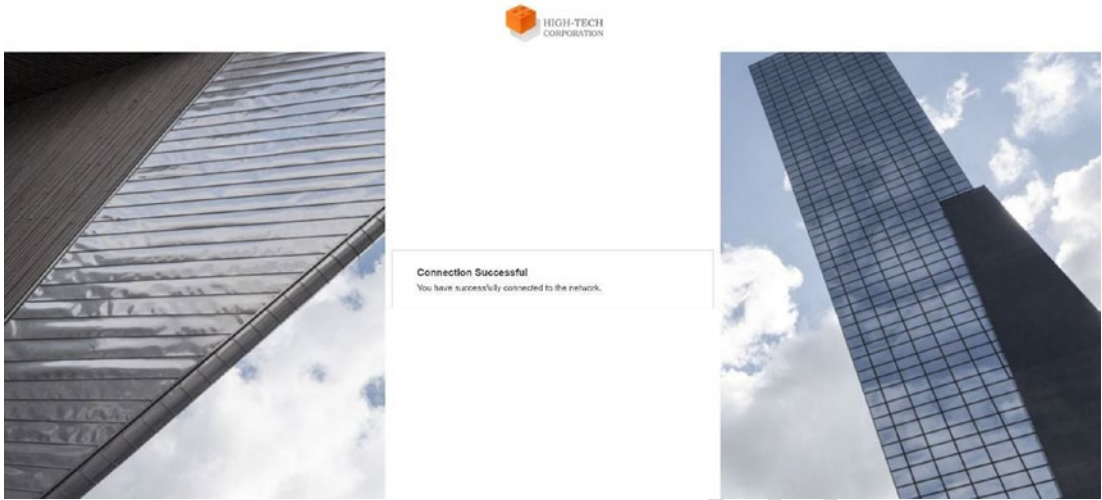 HIGH-TECH
CORPORATION
Connection Successful
You have successfully connected to the network.